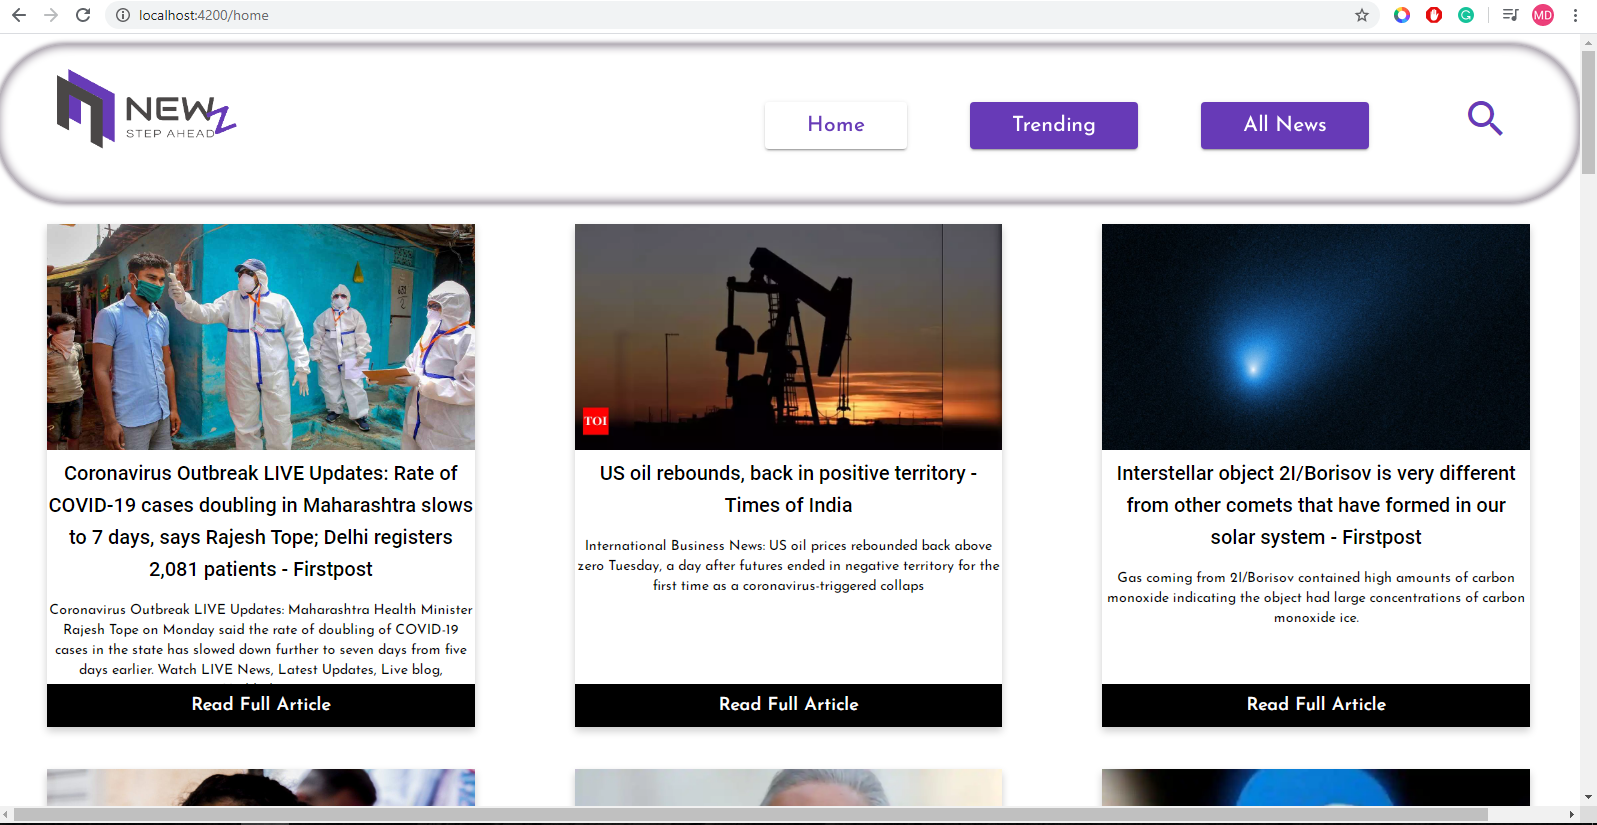 localhost:4200/home
MD
NEWz
STEP AHEAD
Home
Trending
All News
TOI
Coronavirus Outbreak LIVE Updates: Rate of
COVID-19 cases doubling in Maharashtra slows
to 7 days, says Rajesh Tope; Delhi registers
2,081 patients - Firstpost
Coronavirus Outbreak LIVE Updates: Maharashtra Health Minister
Rajesh Tope on Monday said the rate of doubling of COVID-19
cases in the state has slowed down further to seven days from five
days earlier. Watch LIVE News, Latest Updates, Live blog,
Read Full Article
US oil rebounds, back in positive territory -
Times of India
International Business News: US oil prices rebounded back above
zero Tuesday, a day after futures ended in negative territory for the
first time as a coronavirus-triggered collaps
Read Full Article
Interstellar object 2I/Borisov is very different
from other comets that have formed in our
solar system - Firstpost
Gas coming from 2I/Borisov contained high amounts of carbon
monoxide indicating the object had large concentrations of carbon
monoxide ice.
Read Full Article